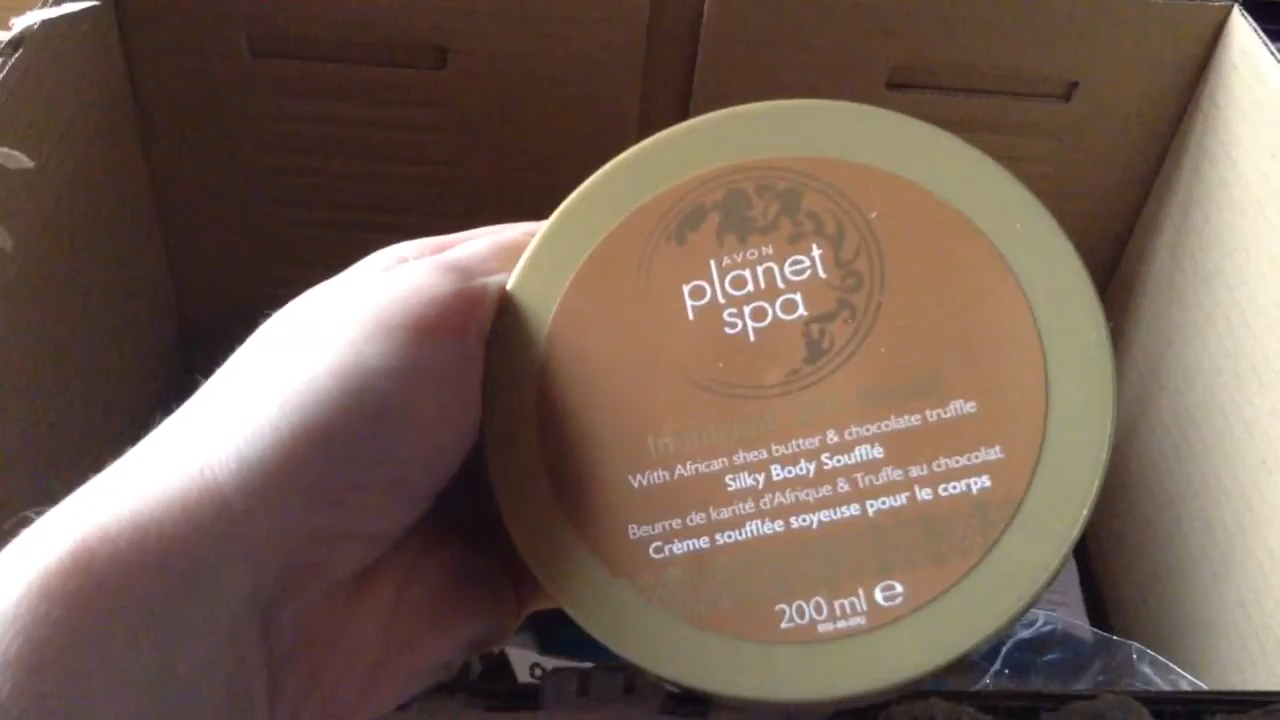 AVON
planet
spa
With African shea butter & chocolate truffle
Silky Body Soufflé
Beurre de karité d'Afrique & Truffe au chocolat
Crème soufflée soyeuse pour le corps
200 ml e